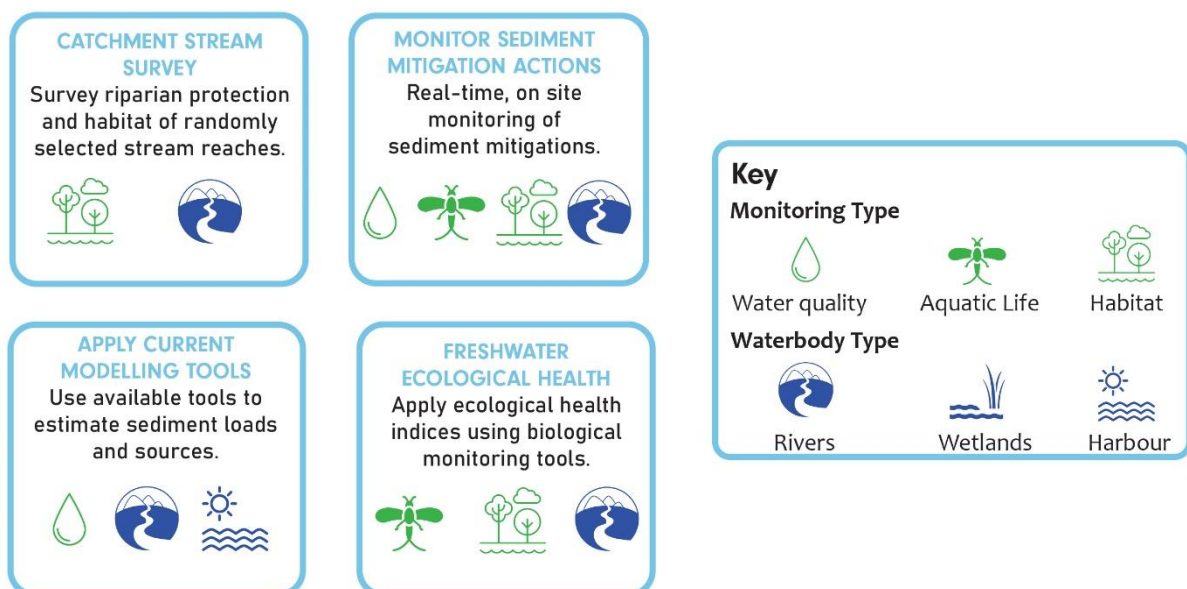 CATCHMENT STREAM
SURVEY
Survey riparian protection
and habitat of randomly
selected stream reaches.
MONITOR SEDIMENT
MITIGATION ACTIONS
Real-time, on site
monitoring of
sediment mitigations.
APPLY CURRENT
MODELLING TOOLS
Use available tools to
estimate sediment loads
and sources.
FRESHWATER
ECOLOGICAL HEALTH
Apply ecological health
indices using biological
monitoring tools.
Key
Monitoring Type
Water quality
Aquatic Life
Habitat
Waterbody Type
Rivers
Wetlands
Harbour